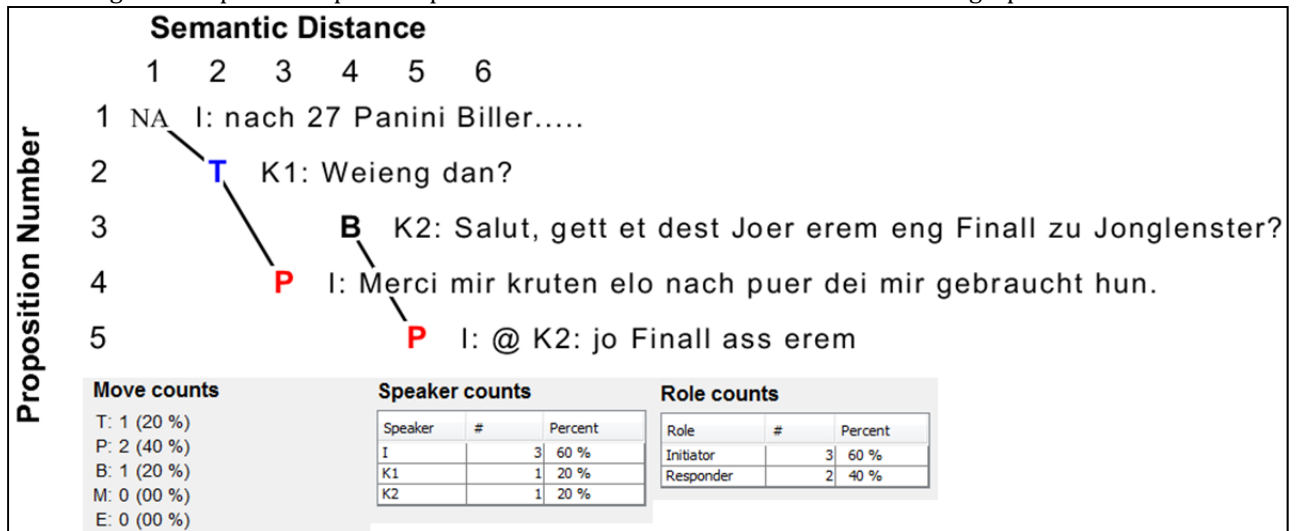 Semantic Distance
1 2 3 4 5 6
Proposition Number
1 NA I: nach 27 Panini Biller.....
2 T K1: Weieng dan?
3 B K2: Salut, gett et dest Joer erem eng Finall zu Jonglenster?
4 P I: Merci mir kruten elo nach puer dei mir gebraucht hun.
5 P I: @ K2: jo Finall ass erem
Move counts
T: 1 (20 %)
P: 2 (40 %)
B: 1 (20 %)
M: 0 (00 %)
E: 0 (00 %)
Speaker counts
Speaker # Percent
I 3 60 %
K1 1 20 %
K2 1 20 %
Role counts
Role # Percent
Initiator 3 60 %
Responder 2 40 %